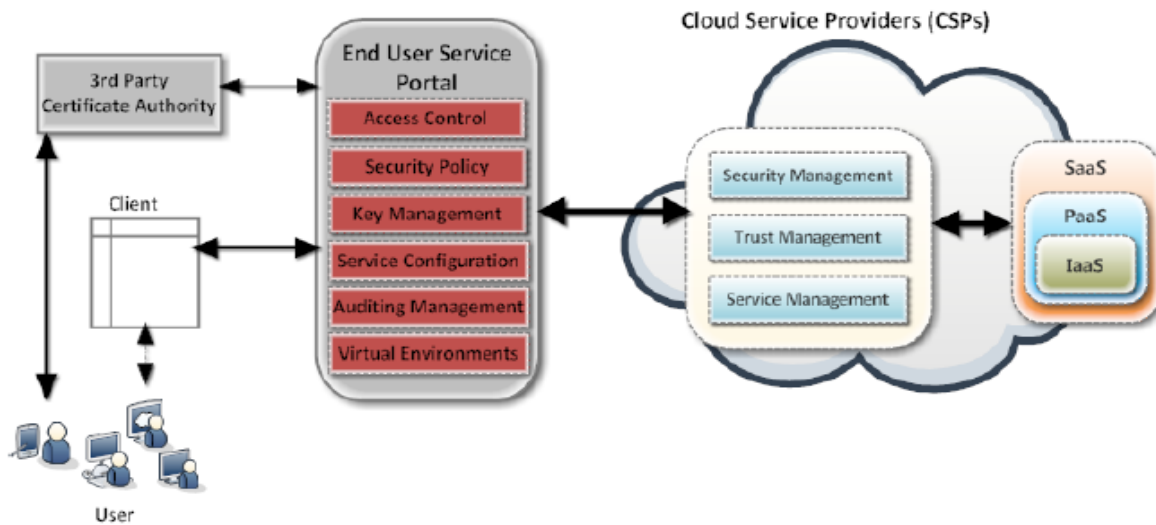 Cloud Service Providers (CSPs)
3rd Party
Certificate Authority
End User Service
Portal
Access Control
Security Policy
Key Management
Service Configuration
Auditing Management
Virtual Environments
Client
User
Security Management
Trust Management
Service Management
SaaS
PaaS
IaaS